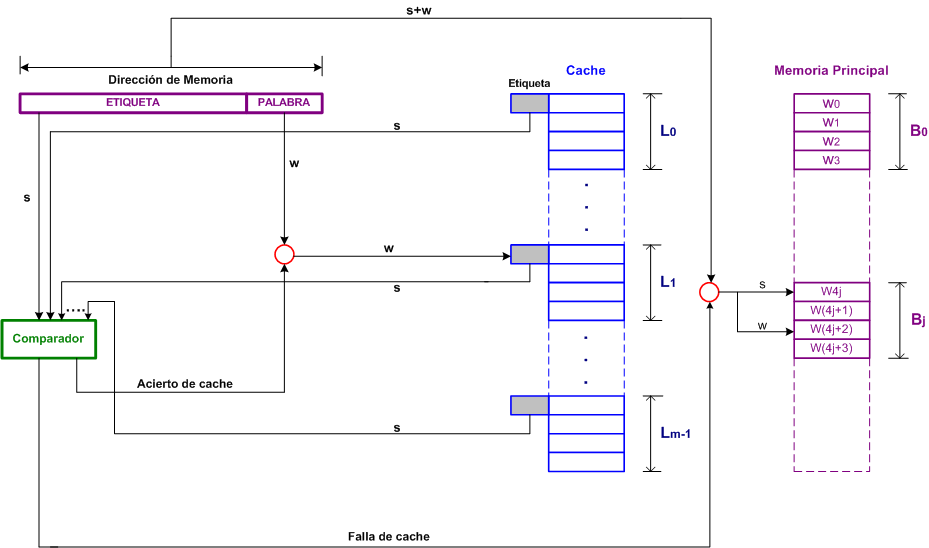 s+w
Dirección de Memoria
ETIQUETA PALABRA
Cache
Etiqueta
Memoria Principal
W0
W1
W2
W3
B0
L0
s
w
s
w
s
L1
s
w
W4j
W(4j+1)
W(4j+2)
W(4j+3)
Bj
....
Comparador
Acierto de cache
s
Lm-1
Falla de cache